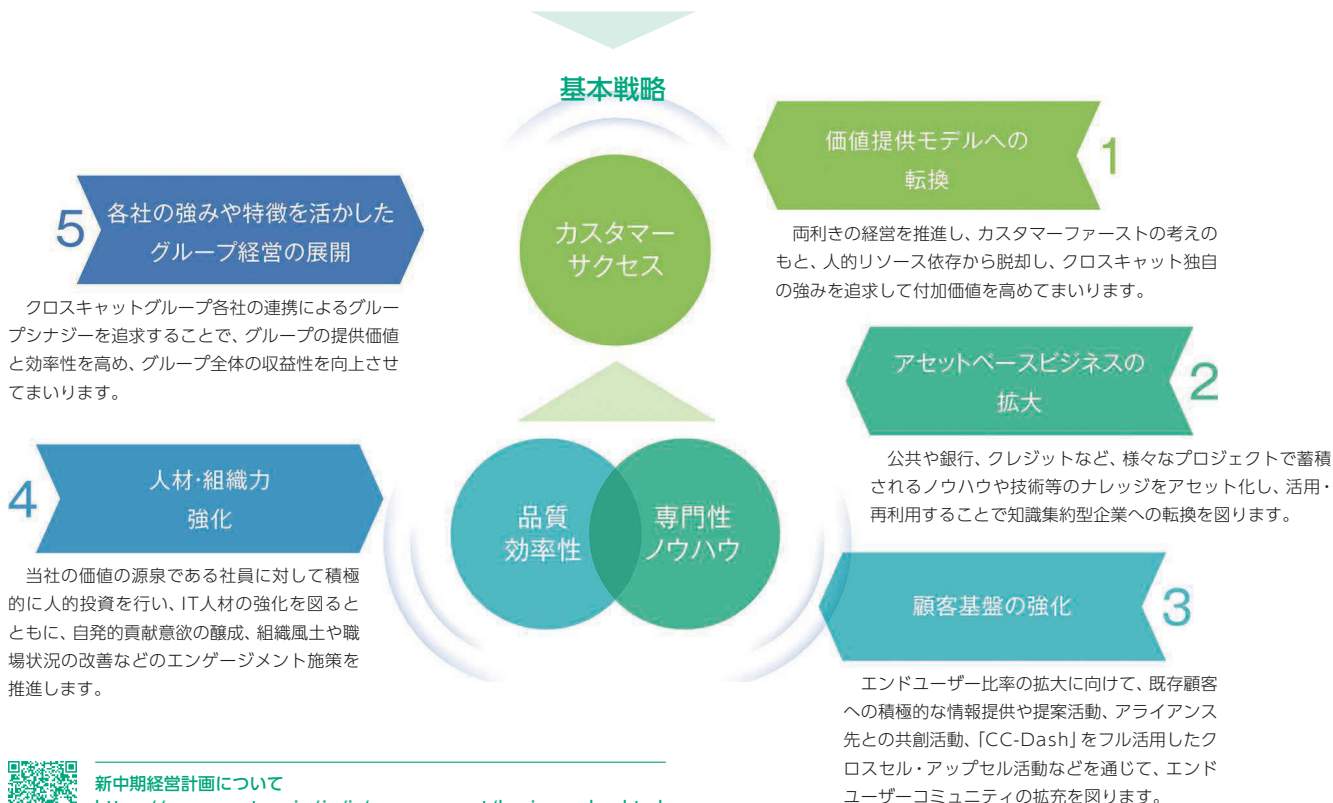 基本戦略
カスタマー
サクセス
品質
効率性
専門性
ノウハウ
価値提供モデルへの
転換
1
両利きの経営を推進し、カスタマーファーストの考えの
もと、人的リソース依存から脱却し、クロスキャット独自
の強みを追求して付加価値を高めてまいります。
アセットベースビジネスの
拡大
2
公共や銀行、クレジットなど、様々なプロジェクトで蓄積
されるノウハウや技術等のナレッジをアセット化し、活用・
再利用することで知識集約型企業への転換を図ります。
顧客基盤の強化
3
エンドユーザー比率の拡大に向けて、既存顧客
への積極的な情報提供や提案活動、アライアンス
先との共創活動、「CC-Dash」をフル活用したク
ロスセル・アップセル活動などを通じて、エンド
ユーザーコミュニティの拡充を図ります。
4
人材・組織力
強化
当社の価値の源泉である社員に対して積極
的に人的投資を行い、IT人材の強化を図ると
ともに、自発的貢献意欲の醸成、組織風土や職
場状況の改善などのエンゲージメント施策を
推進します。
5
各社の強みや特徴を活かした
グループ経営の展開
クロスキャットグループ各社の連携によるグルー
プシナジーを追求することで、グループの提供価値
と効率性を高め、グループ全体の収益性を向上させ
てまいります。
新中期経営計画について